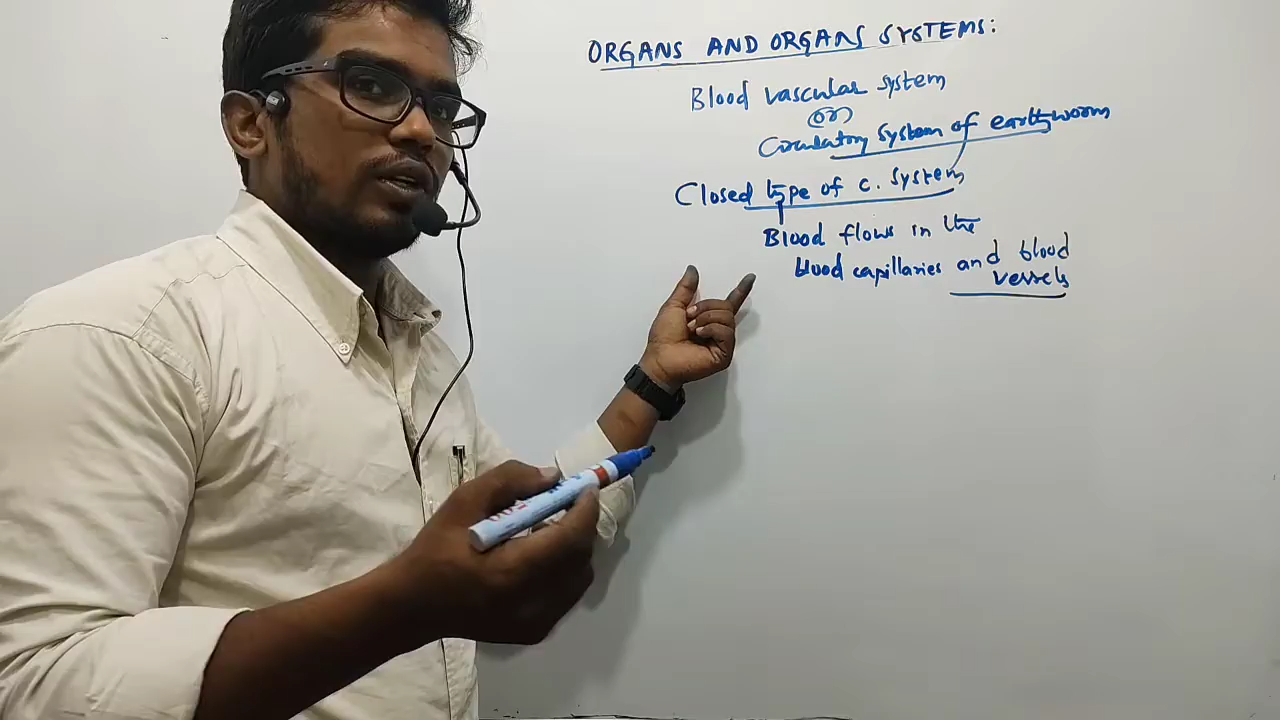 ORGANS AND ORGANS SYSTEMS:
Blood vascular system
(or)
Circulatory system of earthworm
Closed type of c. system
Blood flows in the
blood capillaries and blood
vessels